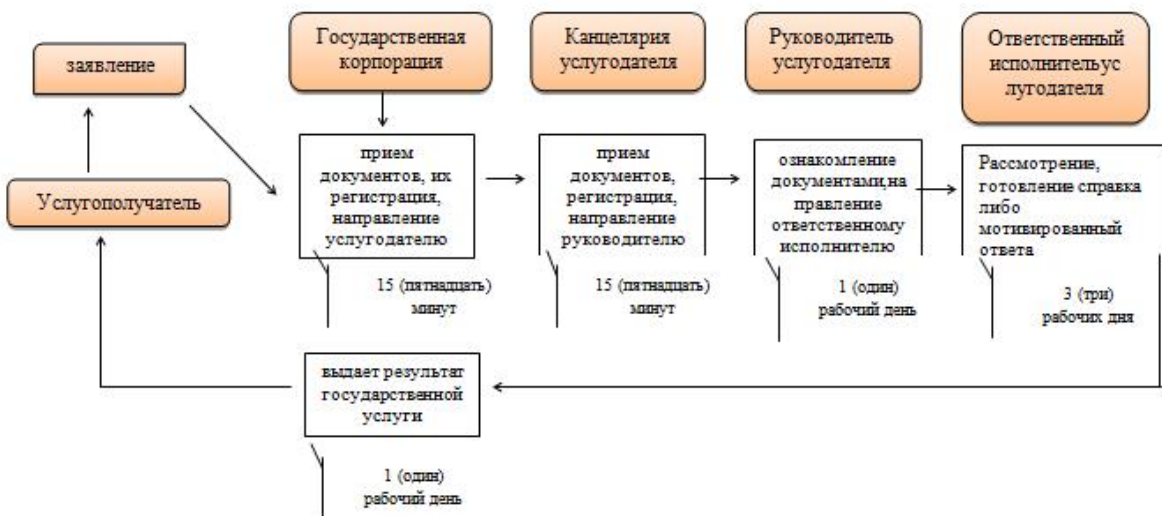 заявление
Услугополучатель
Государственная
корпорация
Канцелярия
услугодателя
Руководитель
услугодателя
Ответственный
исполнитель ус
лугодателя
прием
документов, их
регистрация,
направление
услугодателю
прием
документов,
регистрация,
направление
руководителю
ознакомление
документами,на
правление
ответственному
исполнителю
Рассмотрение,
готовление справка
либо
мотивированный
ответа
15 (пятнадцать)
минут
15 (пятнадцать)
минут
1 (один)
рабочий день
3 (три)
рабочих дня
выдает результат
государственной
услуги
1 (один)
рабочий день